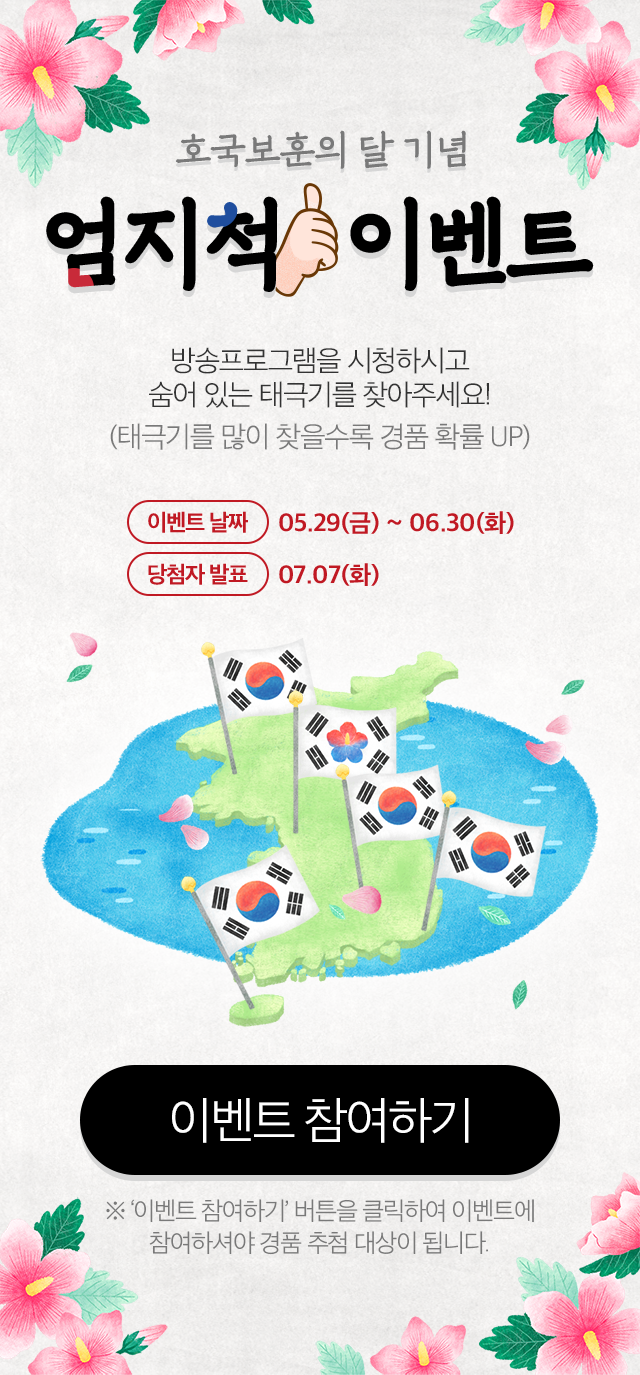 호국보훈의 달 기념
엄지척 이벤트
방송프로그램을 시청하시고
숨어 있는 태극기를 찾아주세요!
(태극기를 많이 찾을수록 경품 확률 UP)
이벤트 날짜 05.29(금) ~ 06.30(화)
당첨자 발표 07.07(화)
이벤트 참여하기
※ ‘이벤트 참여하기’ 버튼을 클릭하여 이벤트에
참여하셔야 경품 추첨 대상이 됩니다.